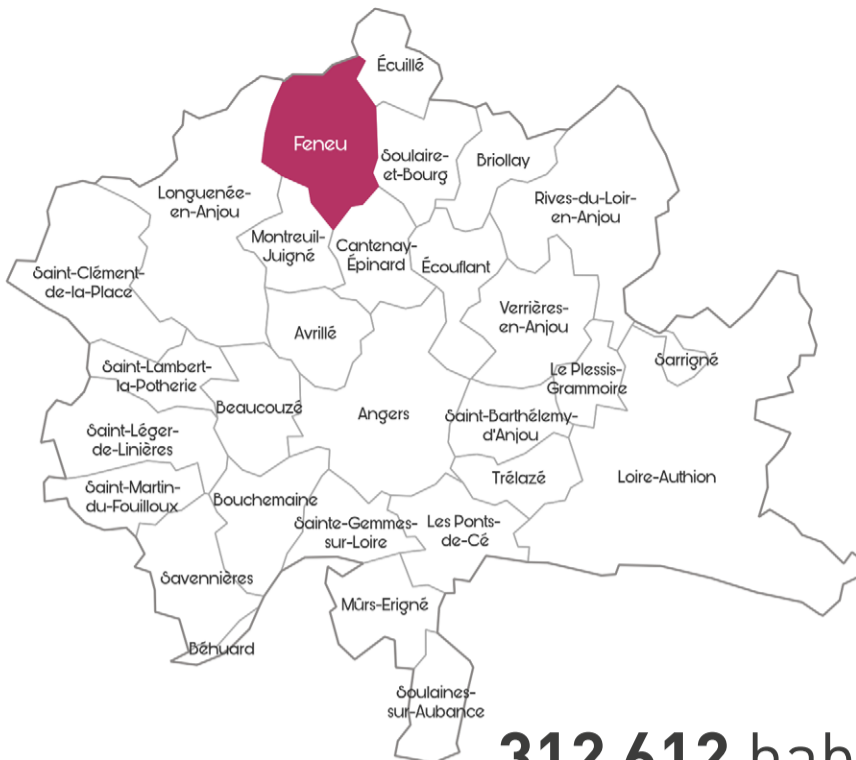 Écuillé
Feneu
Soulaire-
et-Bourg
Briollay
Longuenée-
en-Anjou
Rives-du-Loir-
en-Anjou
Montreuil-
Juigné
Cantenay-
Épinard
Écouflant
Saint-Clément-
de-la-Place
Verrières-
en-Anjou
Avrillé
Sarrigné
Saint-Lambert-
la-Potherie
Le Plessis-
Grammoire
Beaucouzé
Angers
Saint-Barthélemy-
d'Anjou
Saint-Léger-
de-Linières
Trélazé
Loire-Authion
Saint-Martin-
du-Fouilloux
Bouchemaine
Sainte-Gemmes-
sur-Loire
Les Ponts-
de-Cé
Savennières
Mûrs-Erigné
Béhuard
Soulaines-
sur-Aubance
312 612 hab